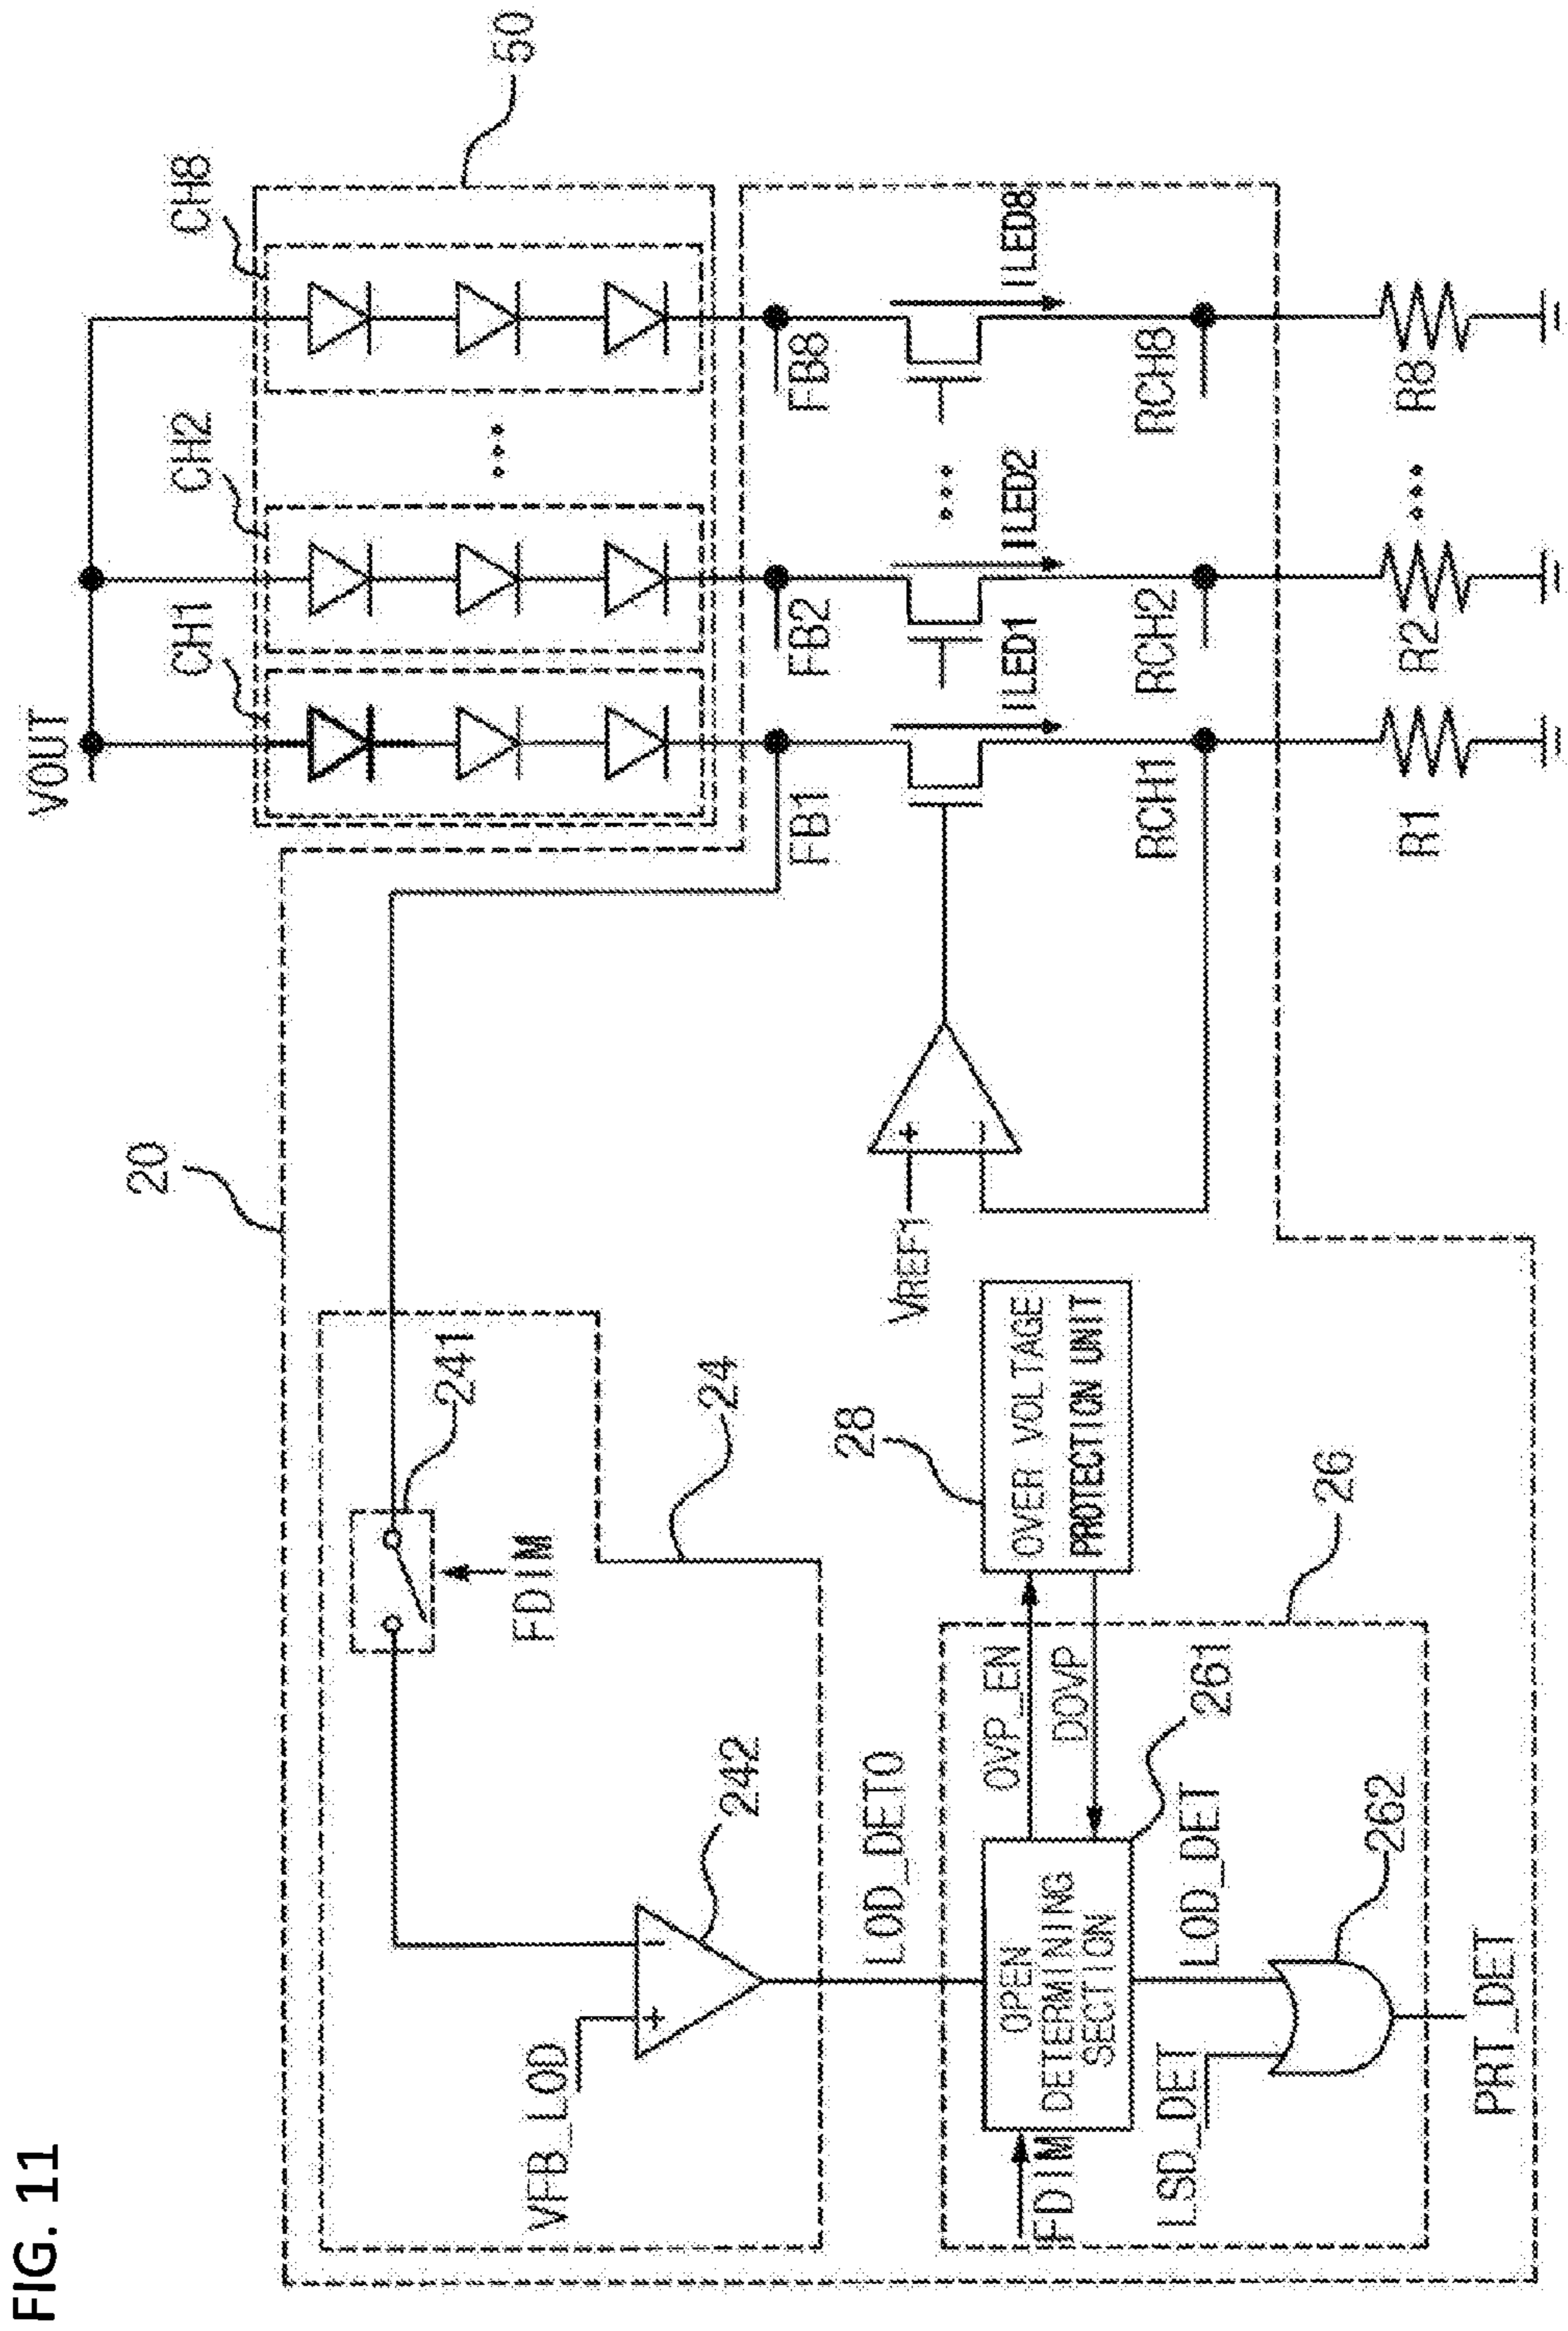 FIG. 11
VOUT
CH1
CH2
CH8
50
20
241
FDIM
24
VFB_LOD
242
+
−
LOD_DET0
FB1
FB2
FB8
ILED1
ILED2
ILED8
VREF1
+
−
RCH1
RCH2
RCH8
R1
R2
R8
28
OVER VOLTAGE
PROTECTION UNIT
26
OVP_EN
DOVP
261
OPEN
DETERMINING
SECTION
FDIM
LSD_DET
LOD_DET
262
PRT_DET